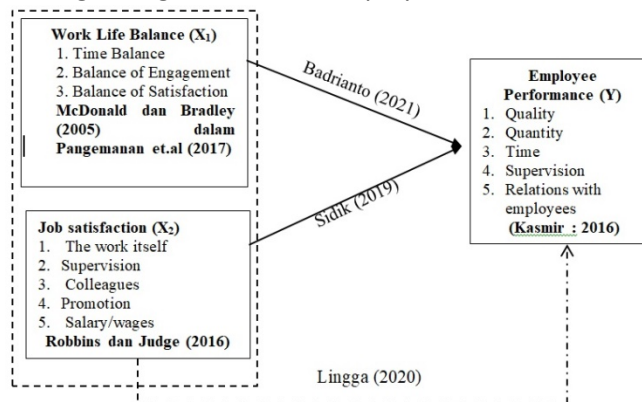 Work Life Balance (X₁)
1. Time Balance
2. Balance of Engagement
3. Balance of Satisfaction
McDonald dan Bradley
(2005) dalam
Pangemanan et.al (2017)
Badrianto (2021)
Employee
Performance (Y)
1. Quality
2. Quantity
3. Time
4. Supervision
5. Relations with
employees
(Kasmir : 2016)
Sidik (2019)
Job satisfaction (X₂)
1. The work itself
2. Supervision
3. Colleagues
4. Promotion
5. Salary/wages
Robbins dan Judge (2016)
Lingga (2020)